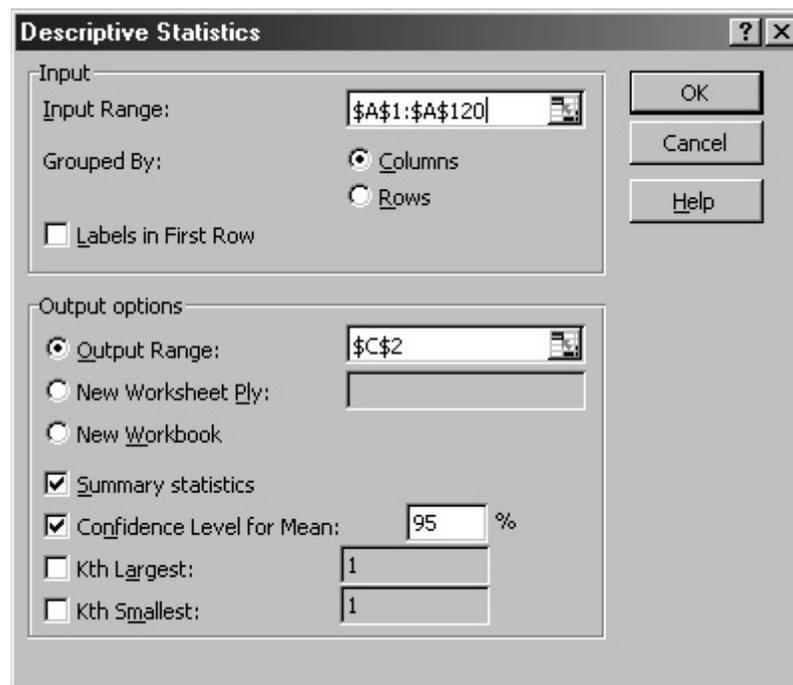 Descriptive Statistics
Input
Input Range:
$A$1:$A$120
Grouped By:
Columns
Rows
Labels in First Row
OK
Cancel
Help
Output options
Output Range:
$C$2
New Worksheet Ply:
New Workbook
Summary statistics
Confidence Level for Mean:
95 %
Kth Largest:
1
Kth Smallest:
1